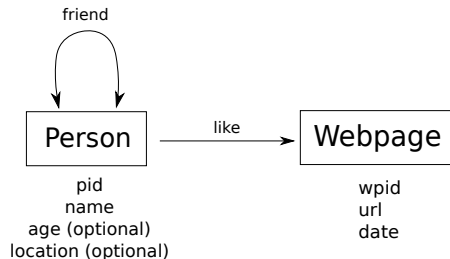 friend
Person
like
Webpage
pid
name
age (optional)
location (optional)
wpid
url
date